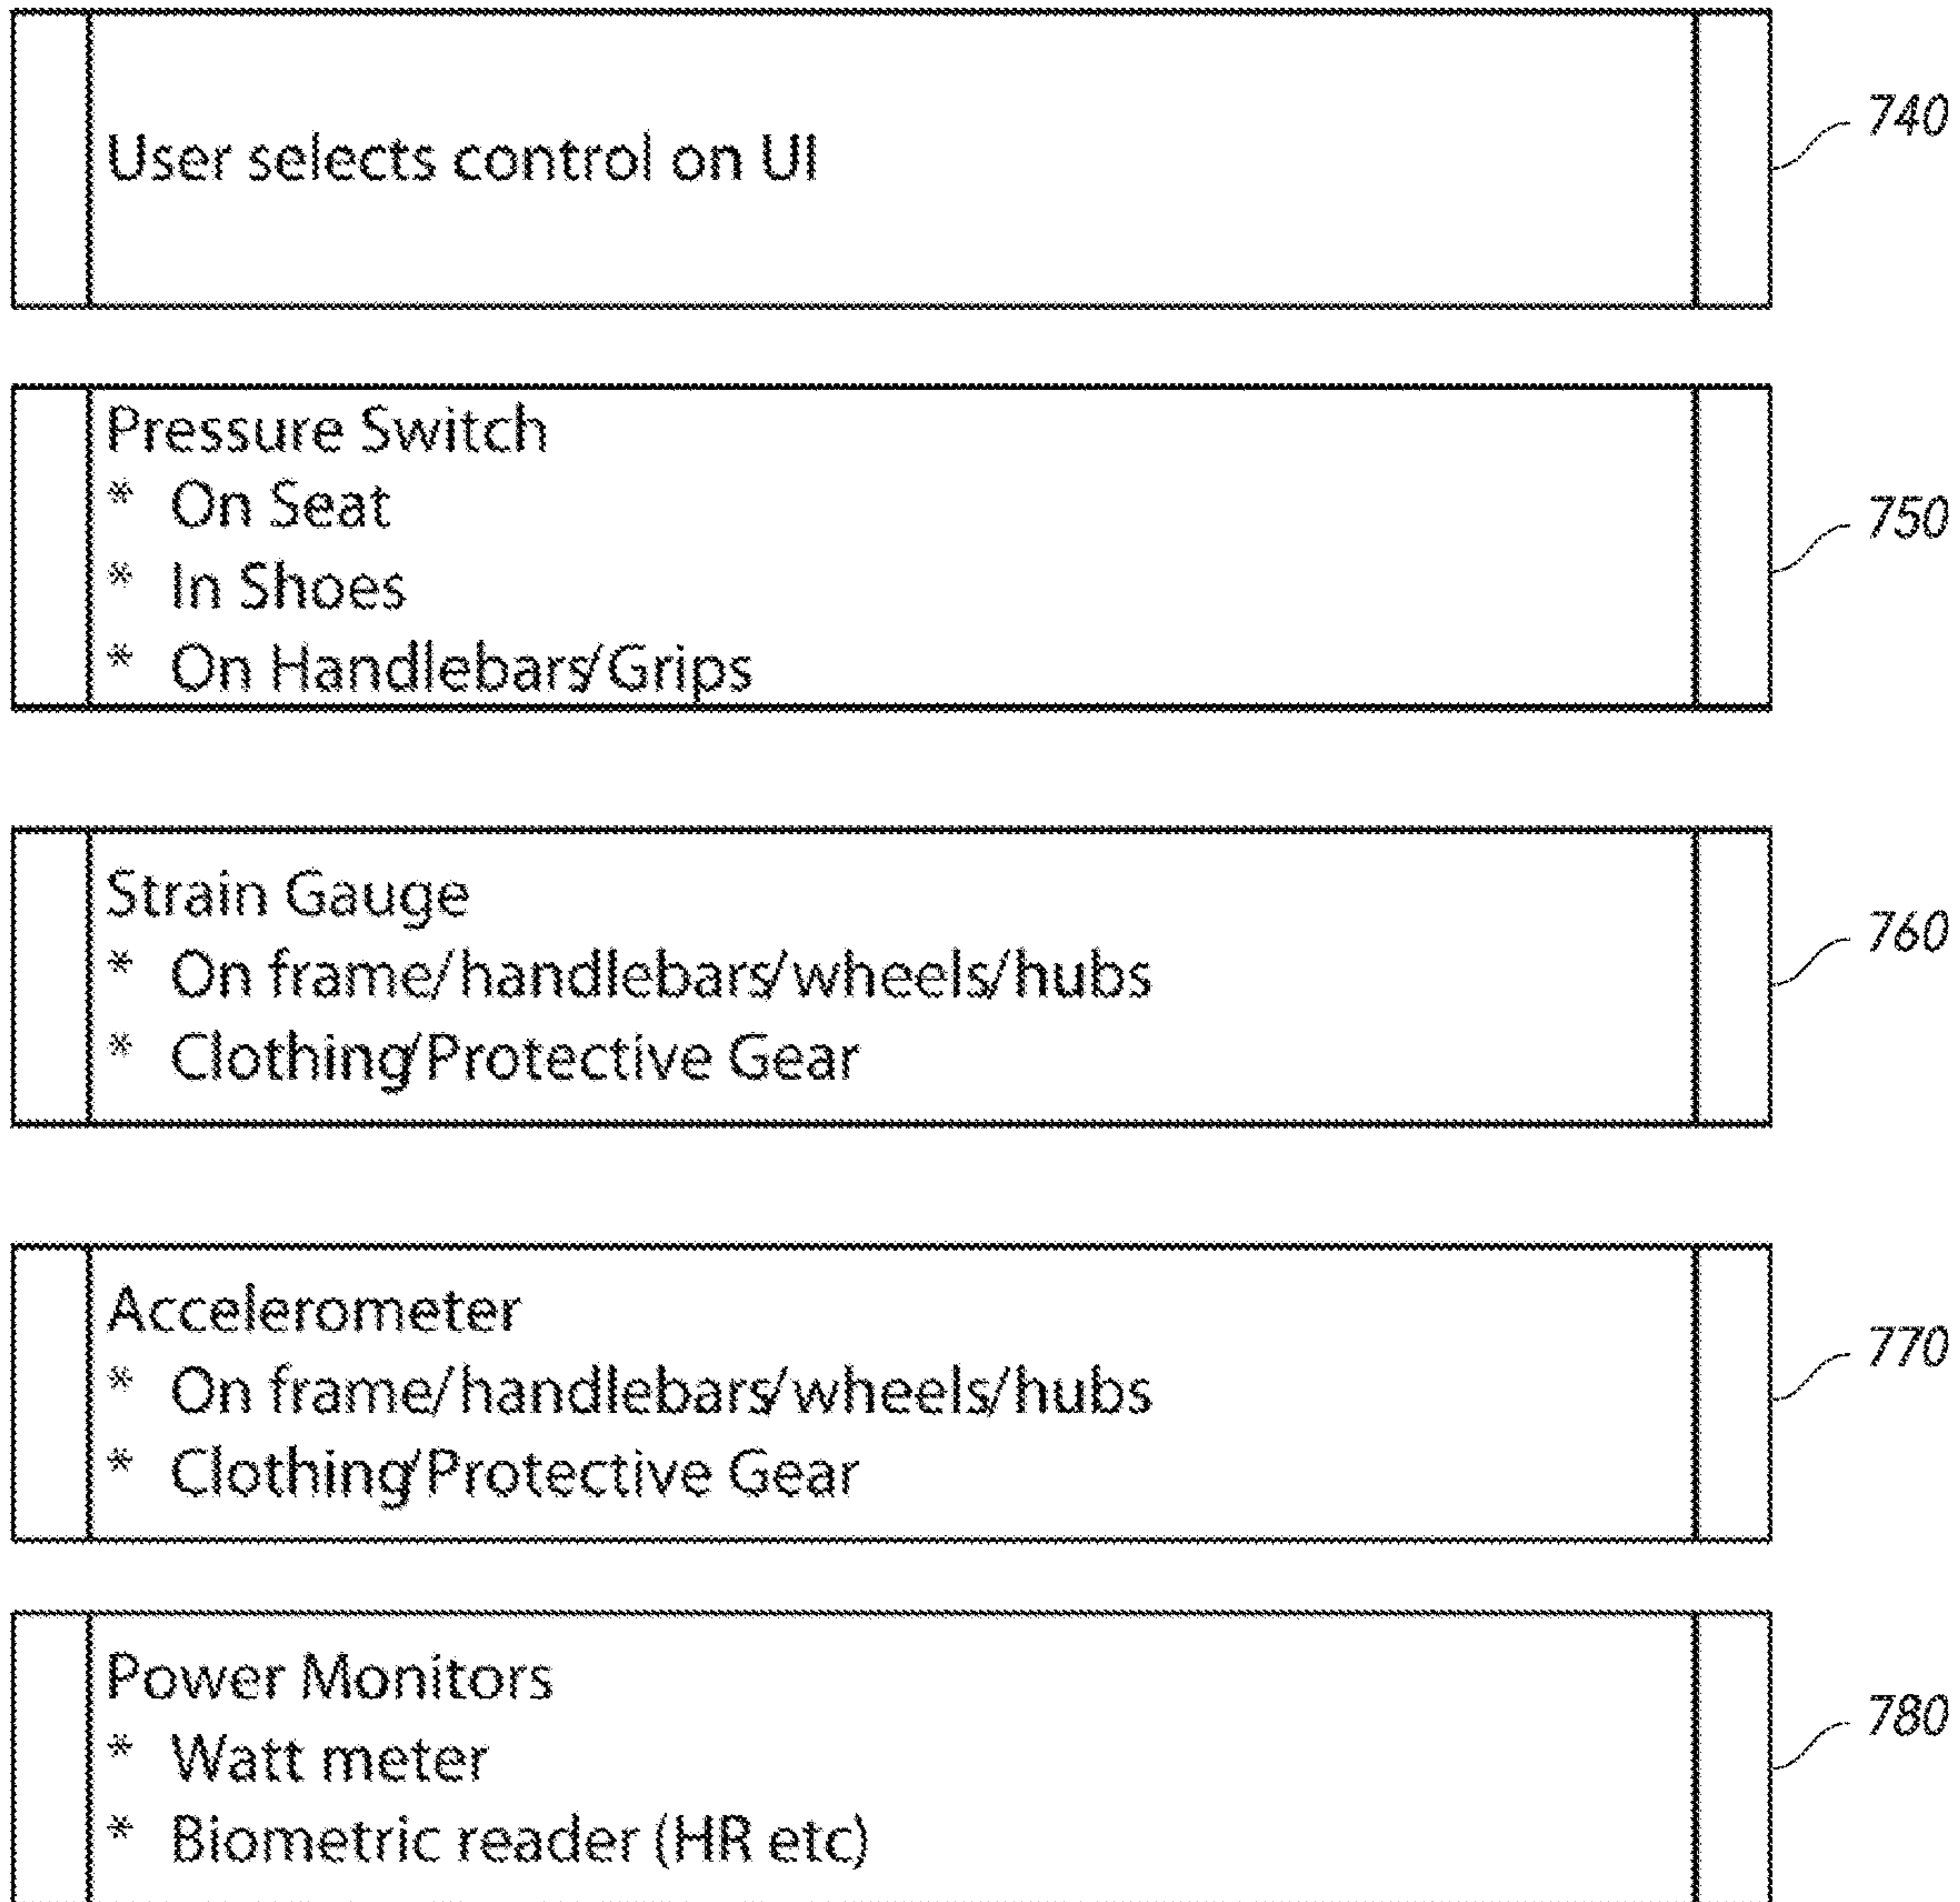 User selects control on UI
740
Pressure Switch
* On Seat
* In Shoes
* On Handlebars/Grips
750
Strain Gauge
* On frame/handlebars/wheels/hubs
* Clothing/Protective Gear
760
Accelerometer
* On frame/handlebars/wheels/hubs
* Clothing/Protective Gear
770
Power Monitors
* Watt meter
* Biometric reader (HR etc)
780